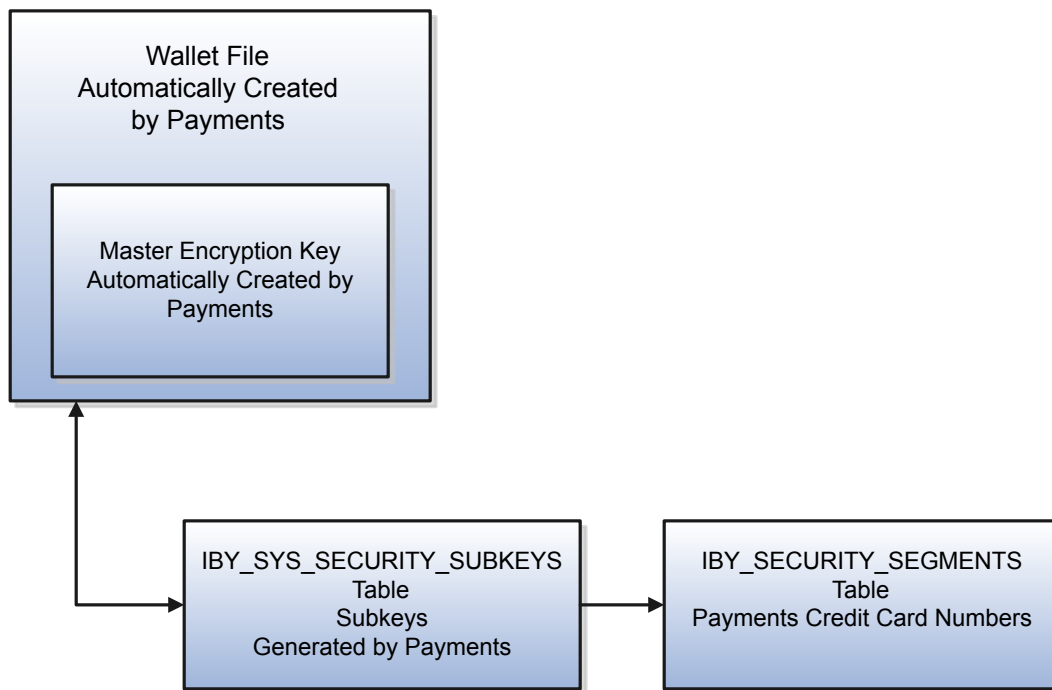 Wallet File
Automatically Created
by Payments
Master Encryption Key
Automatically Created by
Payments
IBY_SYS_SECURITY_SUBKEYS
Table
Subkeys
Generated by Payments
IBY_SECURITY_SEGMENTS
Table
Payments Credit Card Numbers